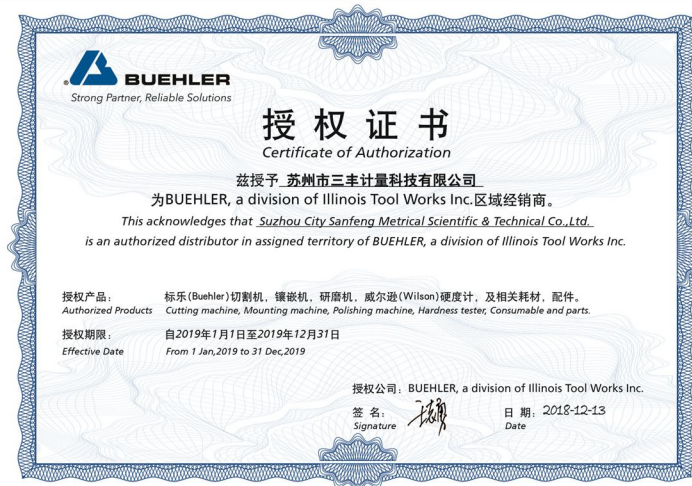 BUEHLER
Strong Partner, Reliable Solutions
授权证书
Certificate of Authorization
兹授予 苏州市三丰计量科技有限公司
为BUEHLER, a division of Illinois Tool Works Inc.区域经销商。
This acknowledges that Suzhou City Sanfeng Metrical Scientific & Technical Co.,Ltd.
is an authorized distributor in assigned territory of BUEHLER, a division of Illinois Tool Works Inc.
授权产品： 标乐(Buehler)切割机，镶嵌机，研磨机，威尔逊(Wilson)硬度计，及相关耗材，配件。
Authorized Products Cutting machine, Mounting machine, Polishing machine, Hardness tester, Consumable and parts.
授权期限： 自2019年1月1日至2019年12月31日
Effective Date From 1 Jan,2019 to 31 Dec,2019
授权公司：BUEHLER, a division of Illinois Tool Works Inc.
签 名： 日 期：2018-12-13
Signature Date